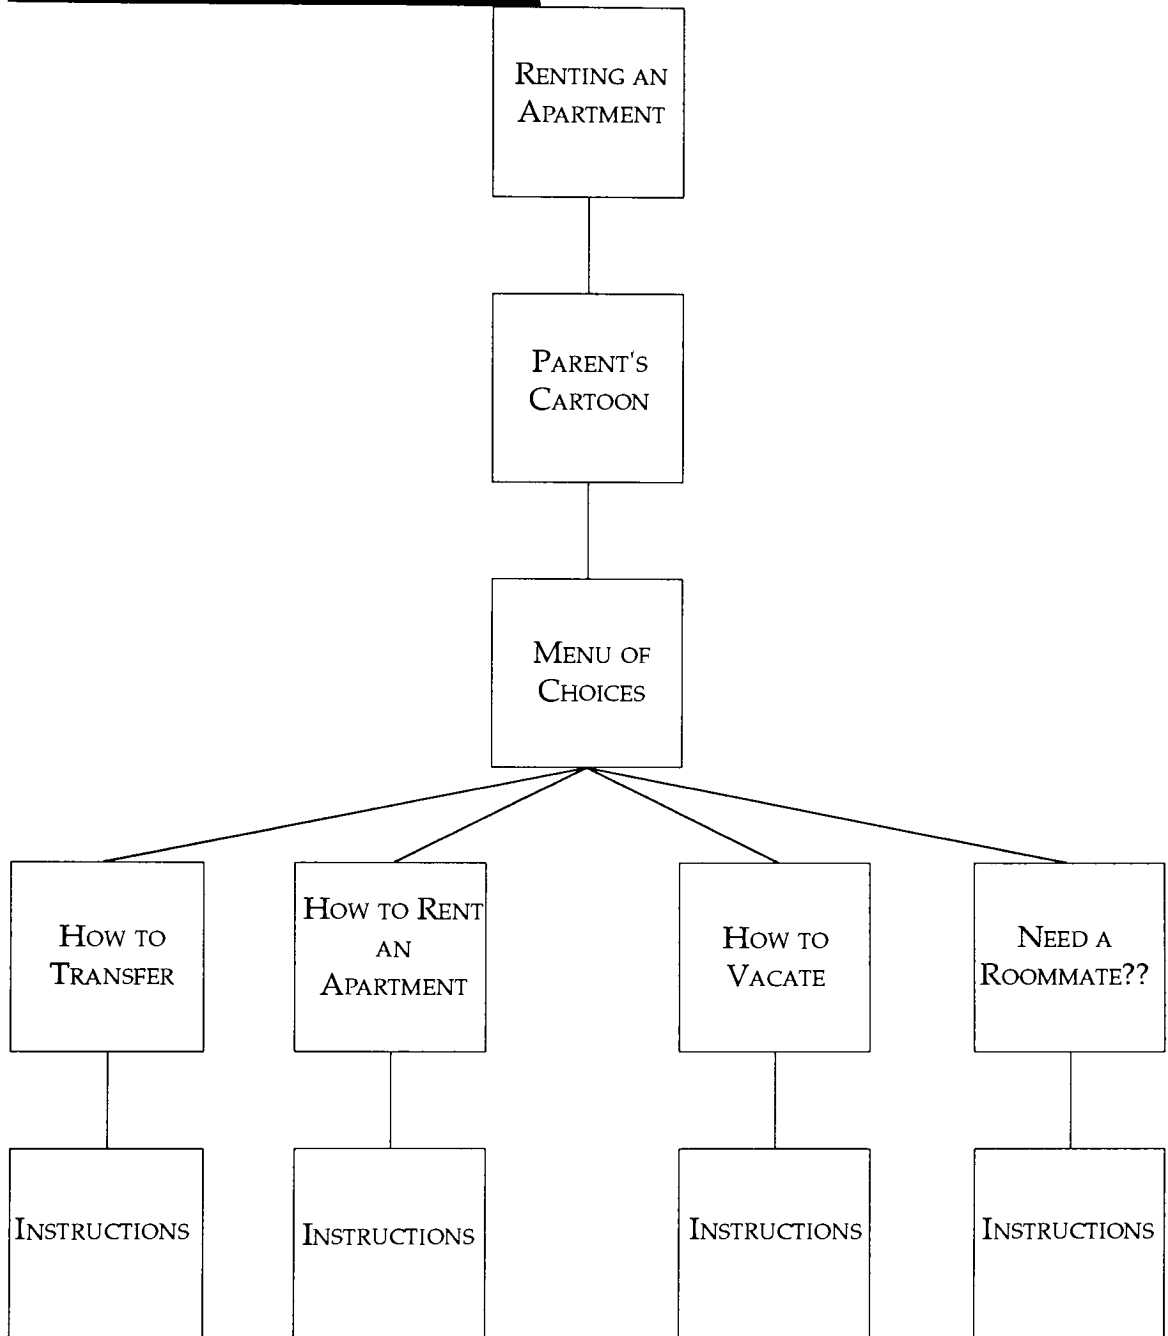 Renting an
Apartment
Parent's
Cartoon
Menu of
Choices
How to
Transfer
How to Rent
an
Apartment
How to
Vacate
Need a
Roommate??
Instructions
Instructions
Instructions
Instructions